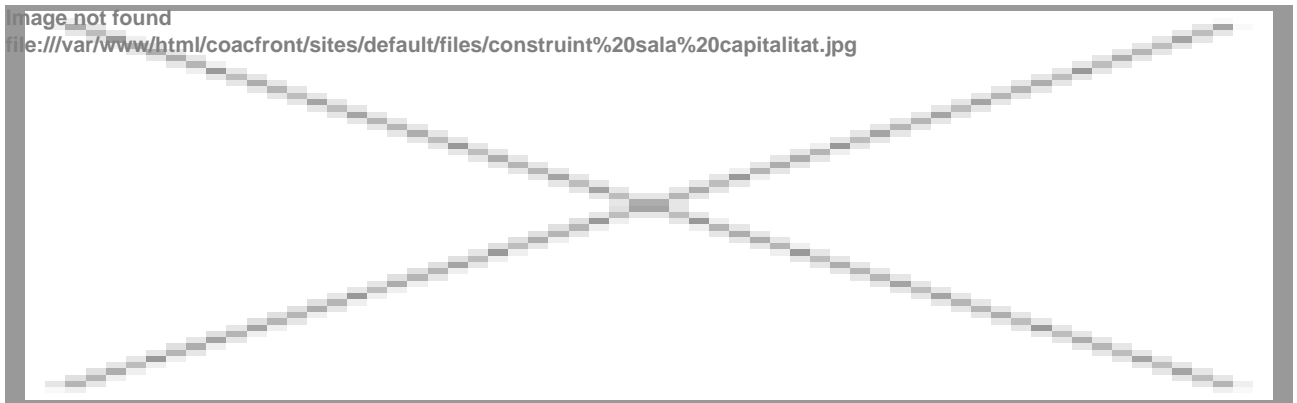 Image not found
file:///var/www/html/coacfront/sites/default/files/construint%20sala%20capitalitat.jpg